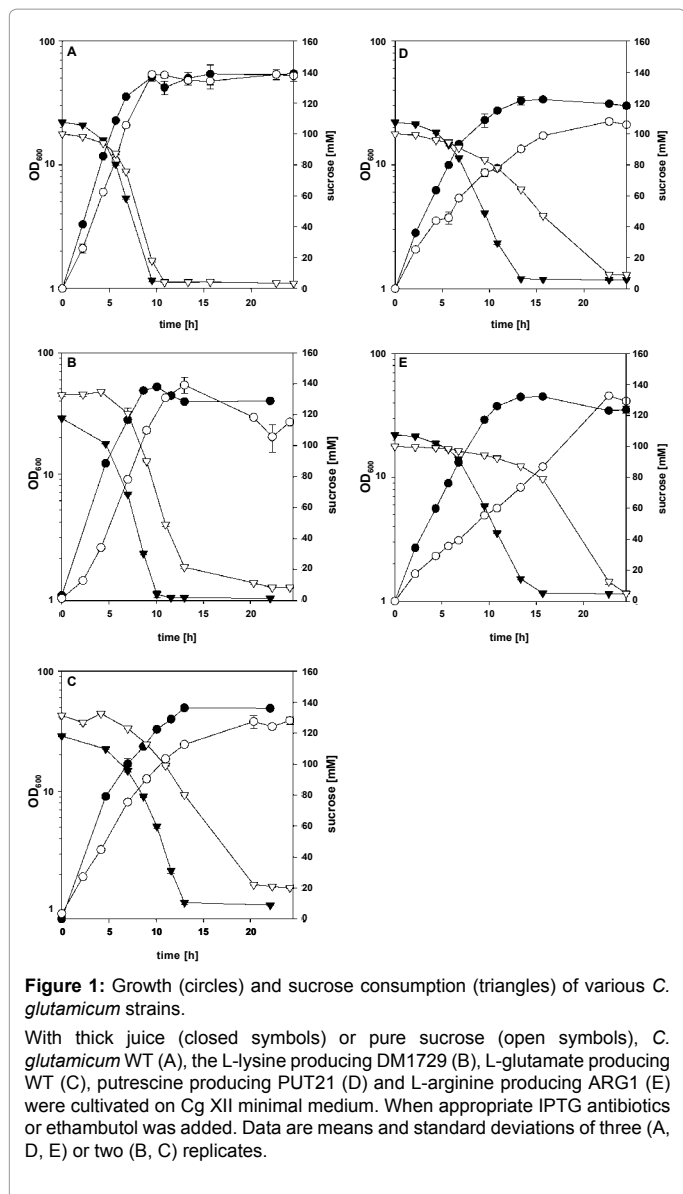 A
100
10
1
OD600
160
140
120
100
80
60
40
20
0
sucrose [mM]
0 5 10 15 20
time [h]
D
100
10
1
OD600
160
140
120
100
80
60
40
20
0
sucrose [mM]
0 5 10 15 20
time [h]
B
100
10
1
OD600
160
140
120
100
80
60
40
20
0
sucrose [mM]
0 5 10 15 20
time [h]
E
100
10
1
OD600
160
140
120
100
80
60
40
20
0
sucrose [mM]
0 5 10 15 20
time [h]
C
100
10
1
OD600
160
140
120
100
80
60
40
20
0
sucrose [mM]
0 5 10 15 20
time [h]
Figure 1: Growth (circles) and sucrose consumption (triangles) of various C.
glutamicum strains.
With thick juice (closed symbols) or pure sucrose (open symbols), C.
glutamicum WT (A), the L-lysine producing DM1729 (B), L-glutamate producing
WT (C), putrescine producing PUT21 (D) and L-arginine producing ARG1 (E)
were cultivated on Cg XII minimal medium. When appropriate IPTG antibiotics
or ethambutol was added. Data are means and standard deviations of three (A,
D, E) or two (B, C) replicates.